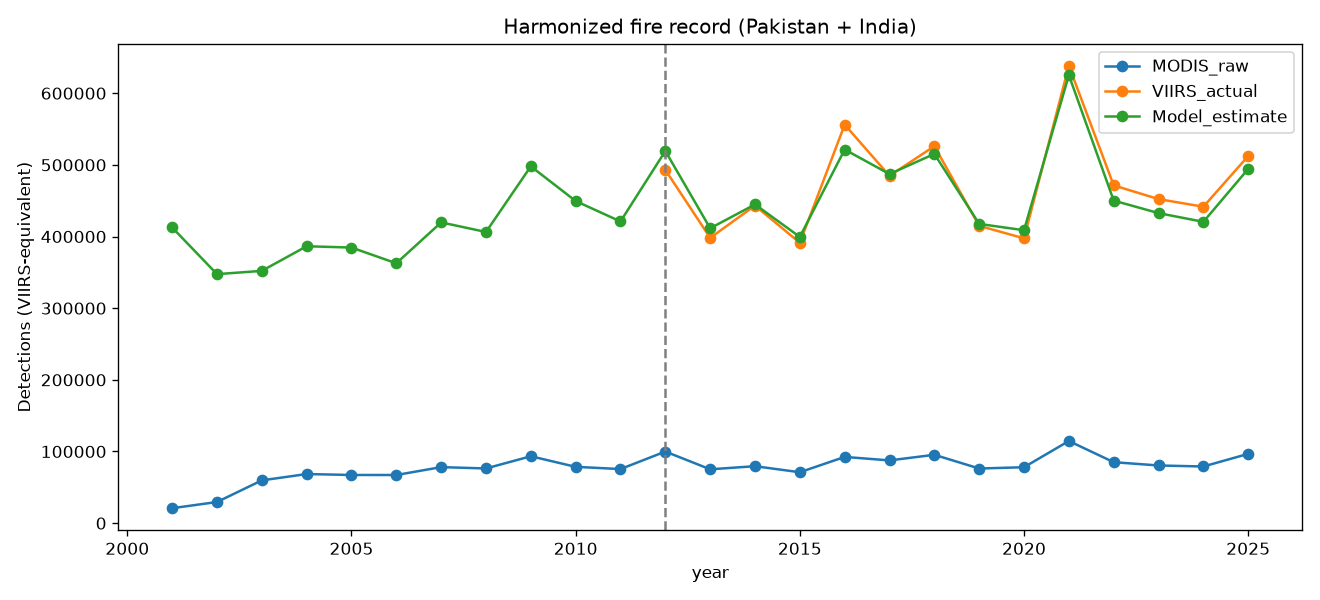 Harmonized fire record (Pakistan + India)
MODIS_raw
VIIRS_actual
Model_estimate
Detections (VIIRS-equivalent)
600000
500000
400000
300000
200000
100000
0
2000 2005 2010 2015 2020 2025
year